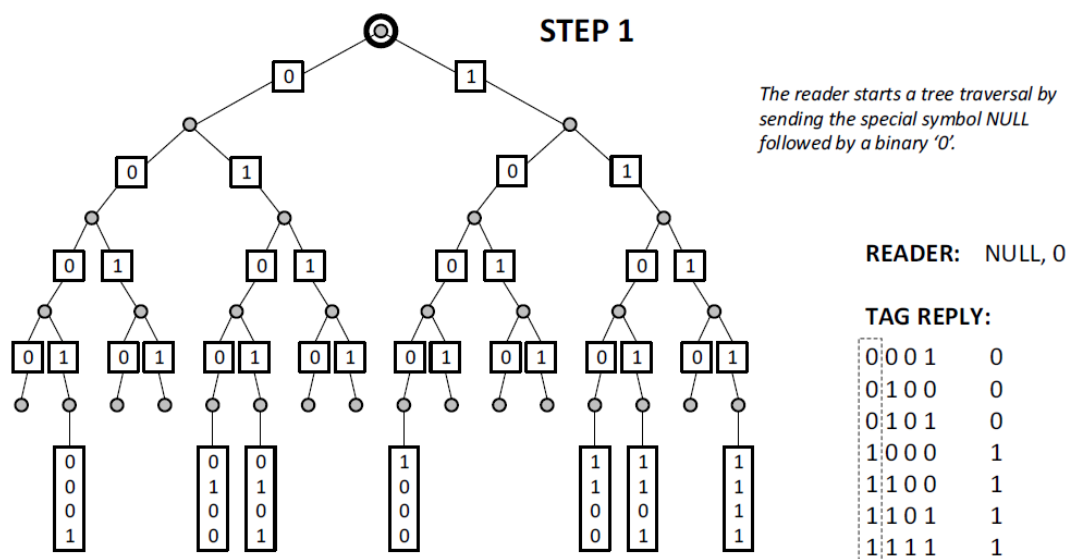 STEP 1
0 1
The reader starts a tree traversal by
sending the special symbol NULL
followed by a binary ‘0’.
0 1 0 1
0 1 0 1 0 1 0 1
READER: NULL, 0
TAG REPLY:
0 1 0 1 0 1 0 1 0 1 0 1 0 1 0 1
0 0 0 1 0
0 1 0 0 0
0 1 0 1 0
1 0 0 0 1
1 1 0 0 1
1 1 0 1 1
1 1 1 1 1
0 0 0 1 1 1 1
0 1 1 0 1 1 1
0 0 0 0 0 0 1
1 0 1 0 0 1 1